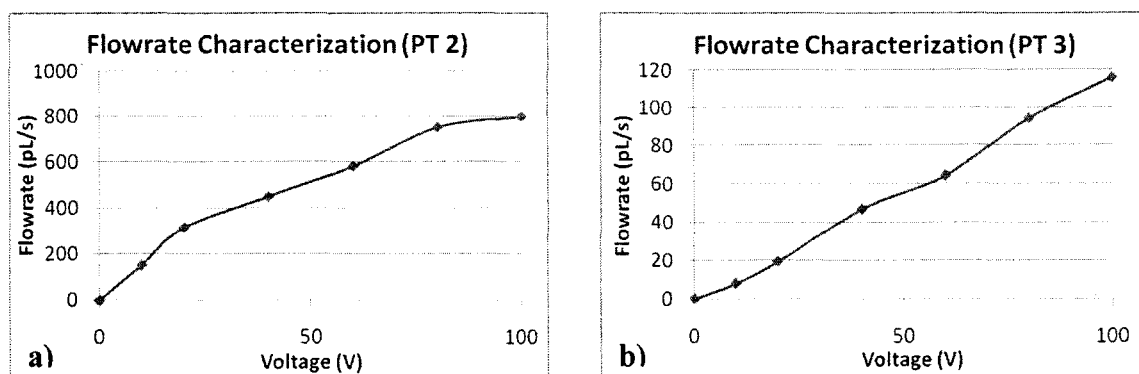 Flowrate Characterization (PT 2)
1000
800
600
400
200
0
Flowrate (pL/s)
0
50
100
Voltage (V)
a)
Flowrate Characterization (PT 3)
120
100
80
60
40
20
0
Flowrate (pL/s)
0
50
100
Voltage (V)
b)